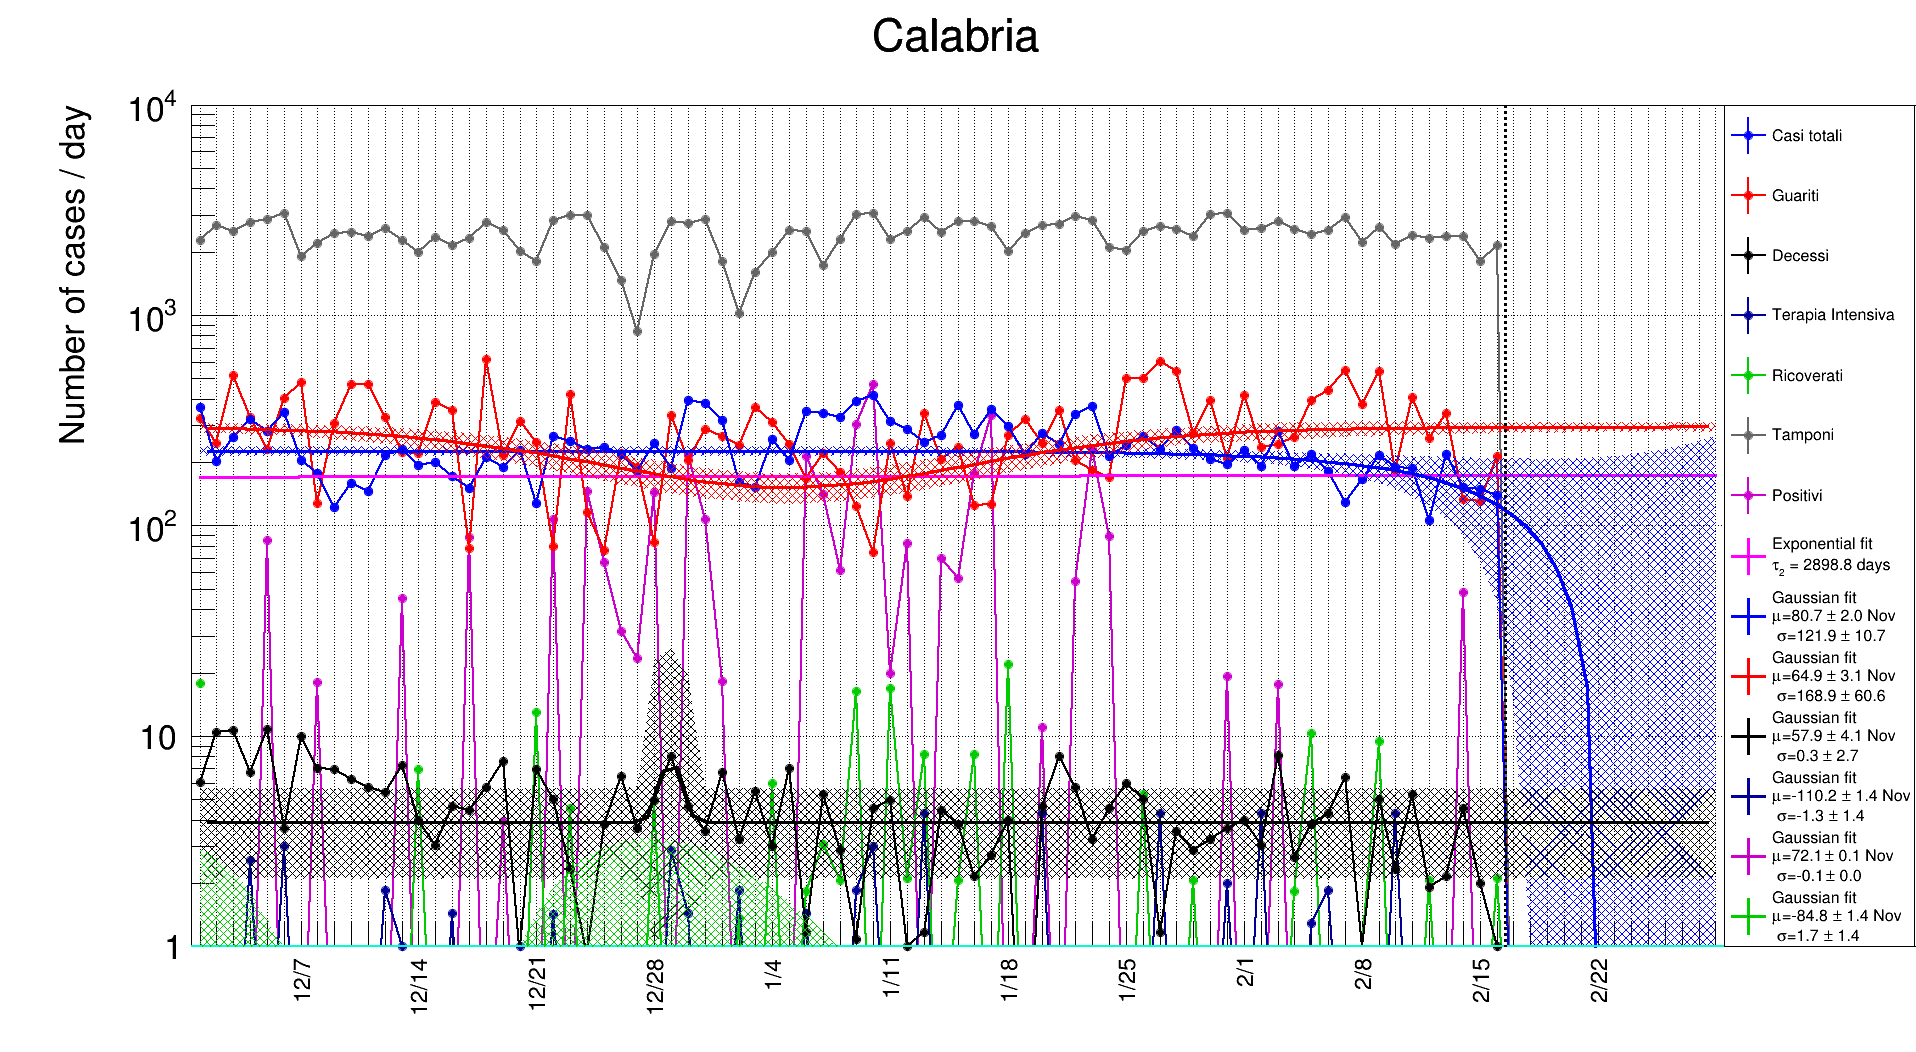 Calabria
Number of cases / day
10^4
10^3
10^2
10
1
12/7
12/14
12/21
12/28
1/4
1/11
1/18
1/25
2/1
2/8
2/15
2/22
Casi totali
Guariti
Decessi
Terapia Intensiva
Ricoverati
Tamponi
Positivi
Exponential fit
τ_2 = 2898.8 days
Gaussian fit
μ=80.7 ± 2.0 Nov
σ=121.9 ± 10.7
Gaussian fit
μ=64.9 ± 3.1 Nov
σ=168.9 ± 60.6
Gaussian fit
μ=57.9 ± 4.1 Nov
σ=0.3 ± 2.7
Gaussian fit
μ=-110.2 ± 1.4 Nov
σ=-1.3 ± 1.4
Gaussian fit
μ=72.1 ± 0.1 Nov
σ=-0.1 ± 0.0
Gaussian fit
μ=-84.8 ± 1.4 Nov
σ=1.7 ± 1.4